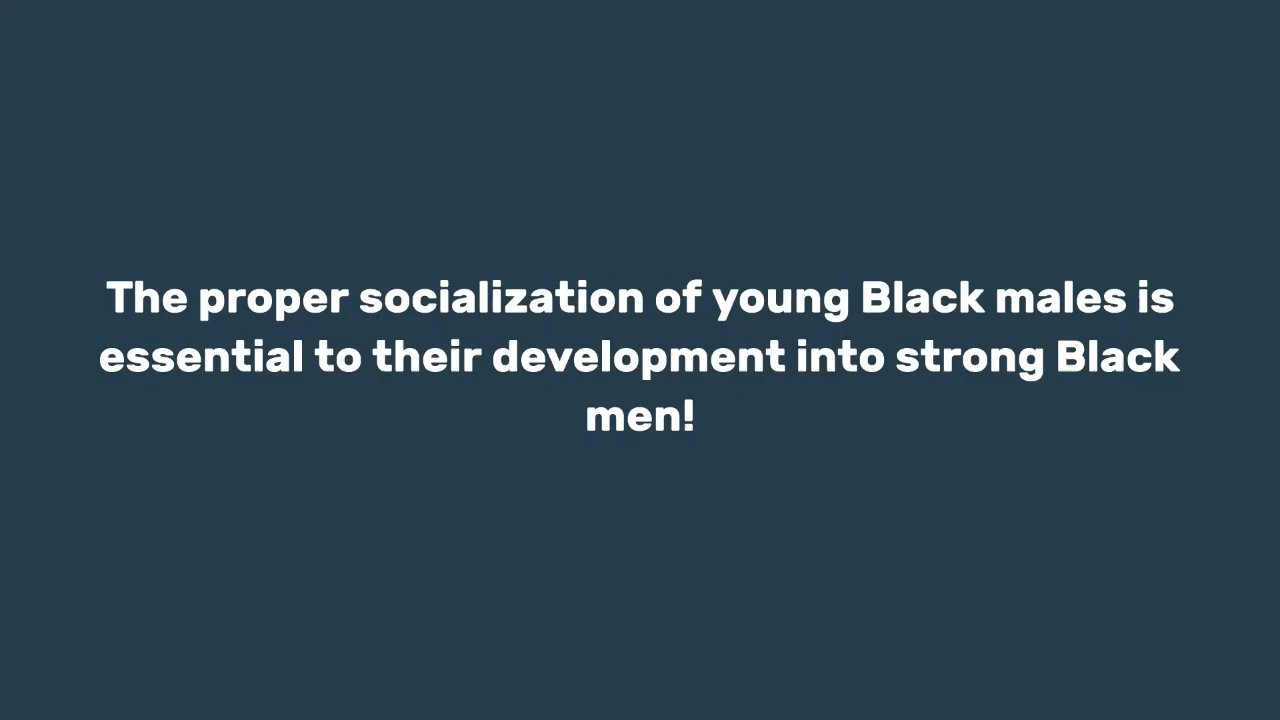 The proper socialization of young Black males is
essential to their development into strong Black
men!